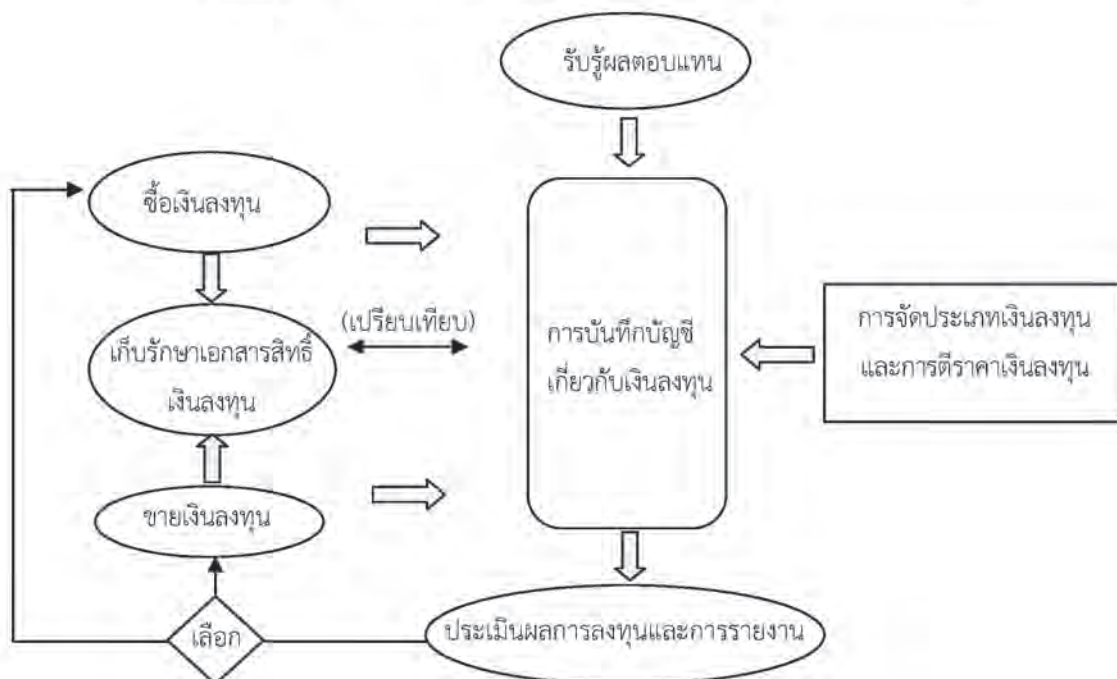 รับรู้ผลตอบแทน
ซื้อเงินลงทุน
(เปรียบเทียบ)
เก็บรักษาเอกสารสิทธิ์
เงินลงทุน
การบันทึกบัญชี
เกี่ยวกับเงินลงทุน
การจัดประเภทเงินลงทุน
และการตีราคาเงินลงทุน
ขายเงินลงทุน
เลือก
ประเมินผลการลงทุนและการรายงาน